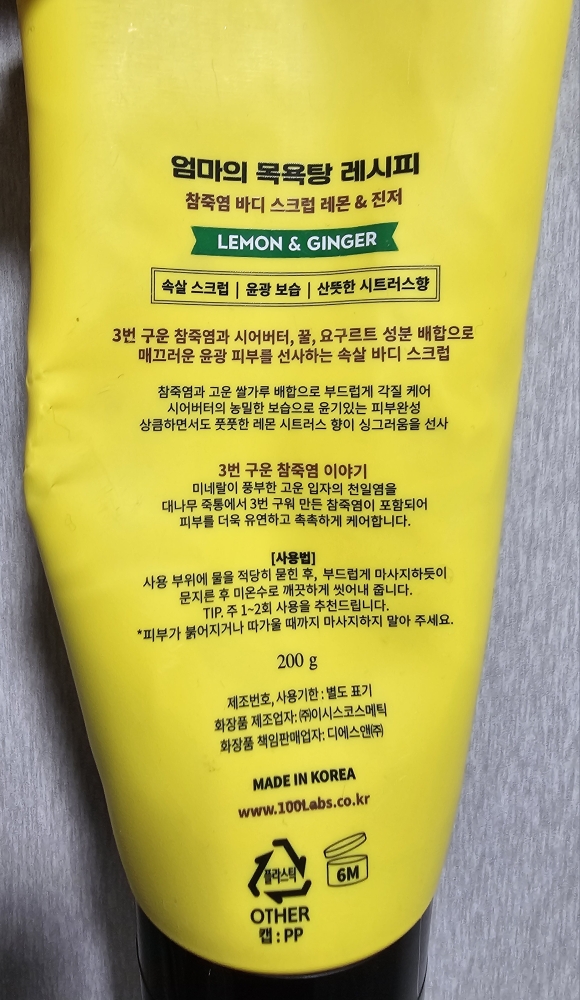 엄마의 목욕탕 레시피
참죽염 바디 스크럽 레몬 & 진저
LEMON & GINGER
속살 스크럽 | 윤광 보습 | 산뜻한 시트러스향
3번 구운 참죽염과 시어버터, 꿀, 요구르트 성분 배합으로
매끄러운 윤광 피부를 선사하는 속살 바디 스크럽
참죽염과 고운 쌀가루 배합으로 부드럽게 각질 케어
시어버터의 농밀한 보습으로 윤기있는 피부완성
상큼하면서도 풋풋한 레몬 시트러스 향이 싱그러움을 선사
3번 구운 참죽염 이야기
미네랄이 풍부한 고운 입자의 천일염을
대나무 죽통에서 3번 구워 만든 참죽염이 포함되어
피부를 더욱 유연하고 촉촉하게 케어합니다.
[사용법]
사용 부위에 물을 적당히 묻힌 후, 부드럽게 마사지하듯이
문지른 후 미온수로 깨끗하게 씻어내 줍니다.
TIP. 주 1~2회 사용을 추천드립니다.
*피부가 붉어지거나 따가울 때까지 마사지하지 말아 주세요.
200 g
제조번호, 사용기한 : 별도 표기
화장품 제조업자: ㈜이시스코스메틱
화장품 책임판매업자: 디에스앤㈜
MADE IN KOREA
www.100Labs.co.kr
플라스틱
6M
OTHER
캡 : PP